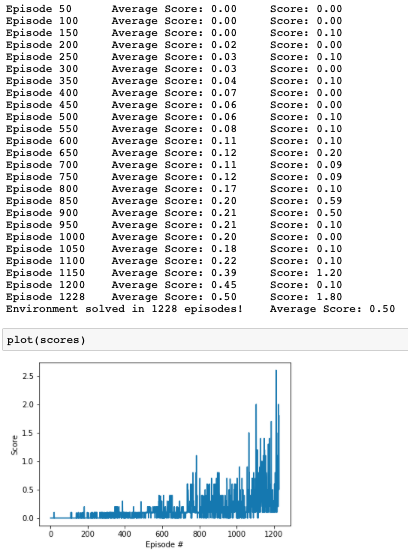 Episode 50 Average Score: 0.00 Score: 0.00
Episode 100 Average Score: 0.00 Score: 0.00
Episode 150 Average Score: 0.00 Score: 0.10
Episode 200 Average Score: 0.02 Score: 0.00
Episode 250 Average Score: 0.03 Score: 0.10
Episode 300 Average Score: 0.03 Score: 0.00
Episode 350 Average Score: 0.04 Score: 0.10
Episode 400 Average Score: 0.07 Score: 0.00
Episode 450 Average Score: 0.06 Score: 0.00
Episode 500 Average Score: 0.06 Score: 0.10
Episode 550 Average Score: 0.08 Score: 0.10
Episode 600 Average Score: 0.11 Score: 0.10
Episode 650 Average Score: 0.12 Score: 0.20
Episode 700 Average Score: 0.11 Score: 0.09
Episode 750 Average Score: 0.12 Score: 0.09
Episode 800 Average Score: 0.17 Score: 0.10
Episode 850 Average Score: 0.20 Score: 0.59
Episode 900 Average Score: 0.21 Score: 0.50
Episode 950 Average Score: 0.21 Score: 0.10
Episode 1000 Average Score: 0.20 Score: 0.00
Episode 1050 Average Score: 0.18 Score: 0.10
Episode 1100 Average Score: 0.22 Score: 0.10
Episode 1150 Average Score: 0.39 Score: 1.20
Episode 1200 Average Score: 0.45 Score: 0.10
Episode 1228 Average Score: 0.50 Score: 1.80
Environment solved in 1228 episodes! Average Score: 0.50
plot(scores)
2.5
2.0
1.5
1.0
0.5
0.0
Score
0 200 400 600 800 1000 1200
Episode #